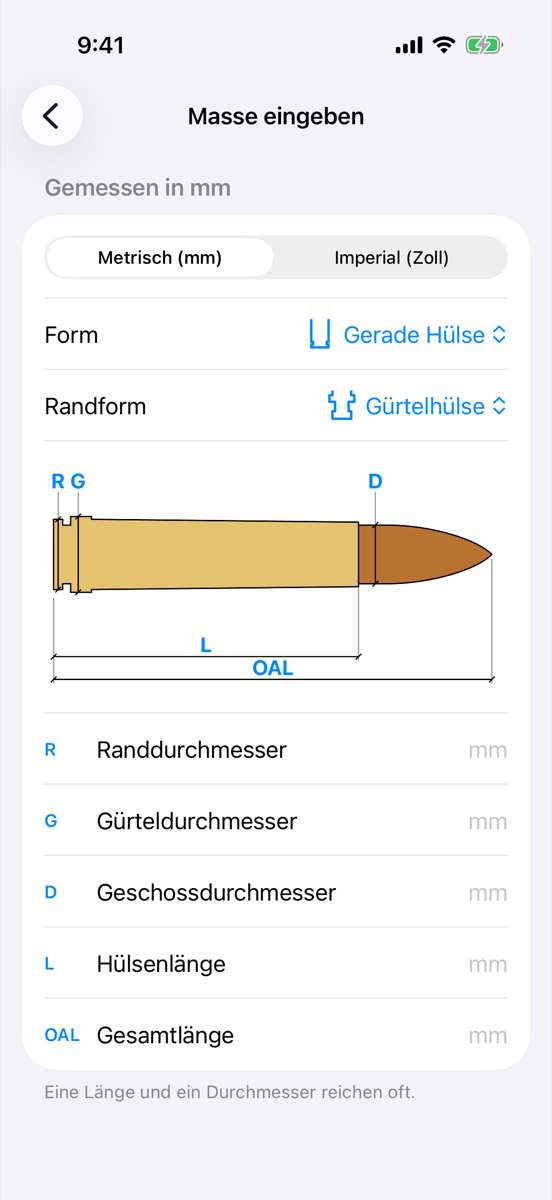 9:41
Masse eingeben
Gemessen in mm
Metrisch (mm) Imperial (Zoll)
Form Gerade Hülse
Randform Gürtelhülse
R G D
L
OAL
R Randdurchmesser mm
G Gürteldurchmesser mm
D Geschossdurchmesser mm
L Hülsenlänge mm
OAL Gesamtlänge mm
Eine Länge und ein Durchmesser reichen oft.